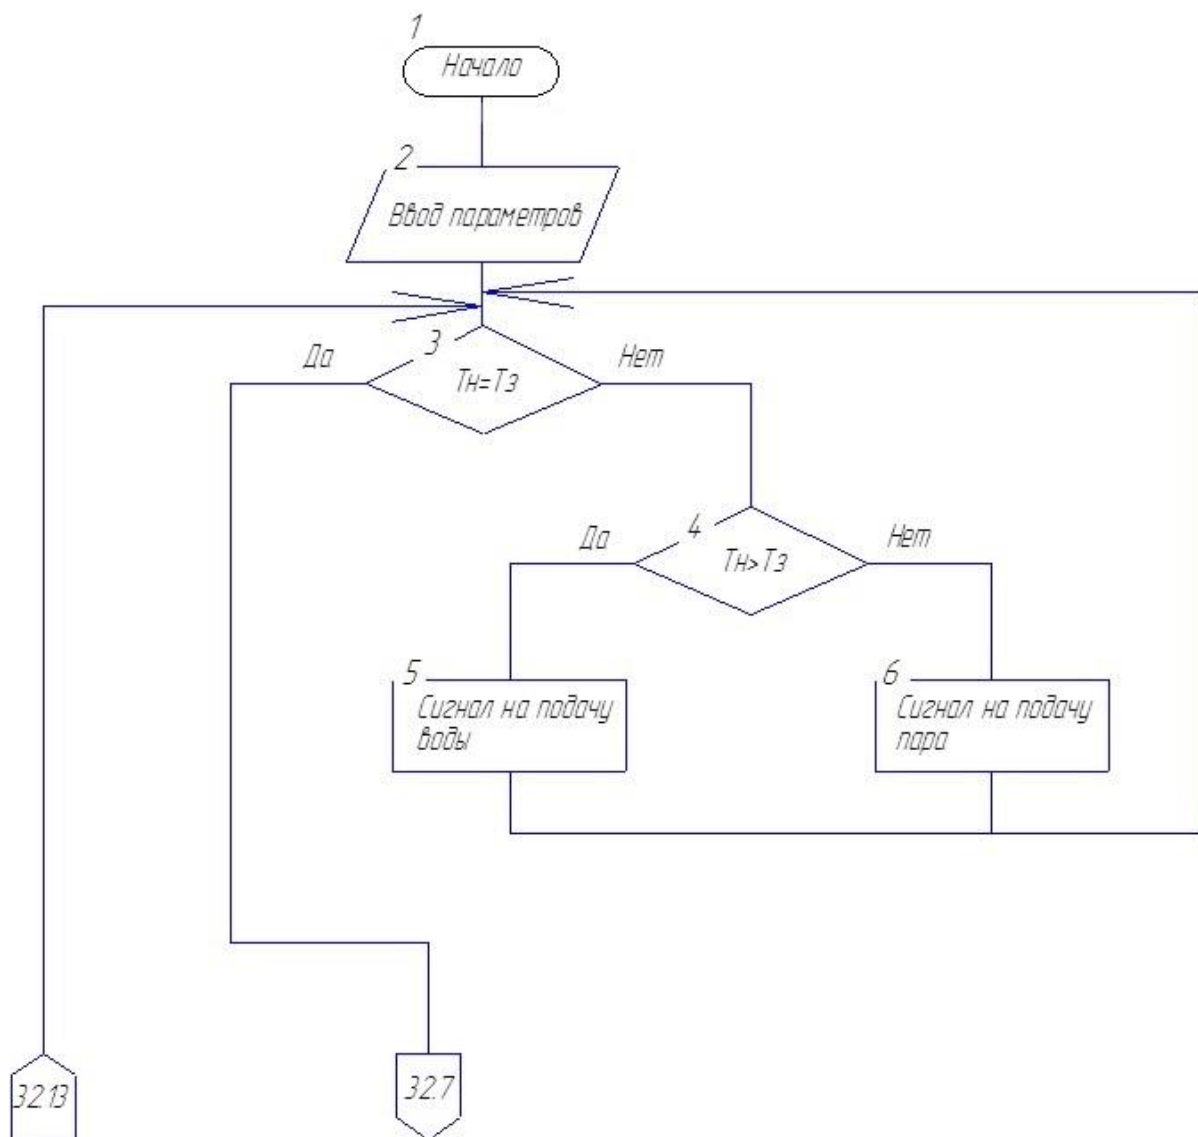 1
Начало
2
Ввод параметров
3
Да
Нет
Тн=Тз
4
Да
Нет
Тн>Тз
5
Сигнал на подачу
воды
6
Сигнал на подачу
пара
32.13
32.7